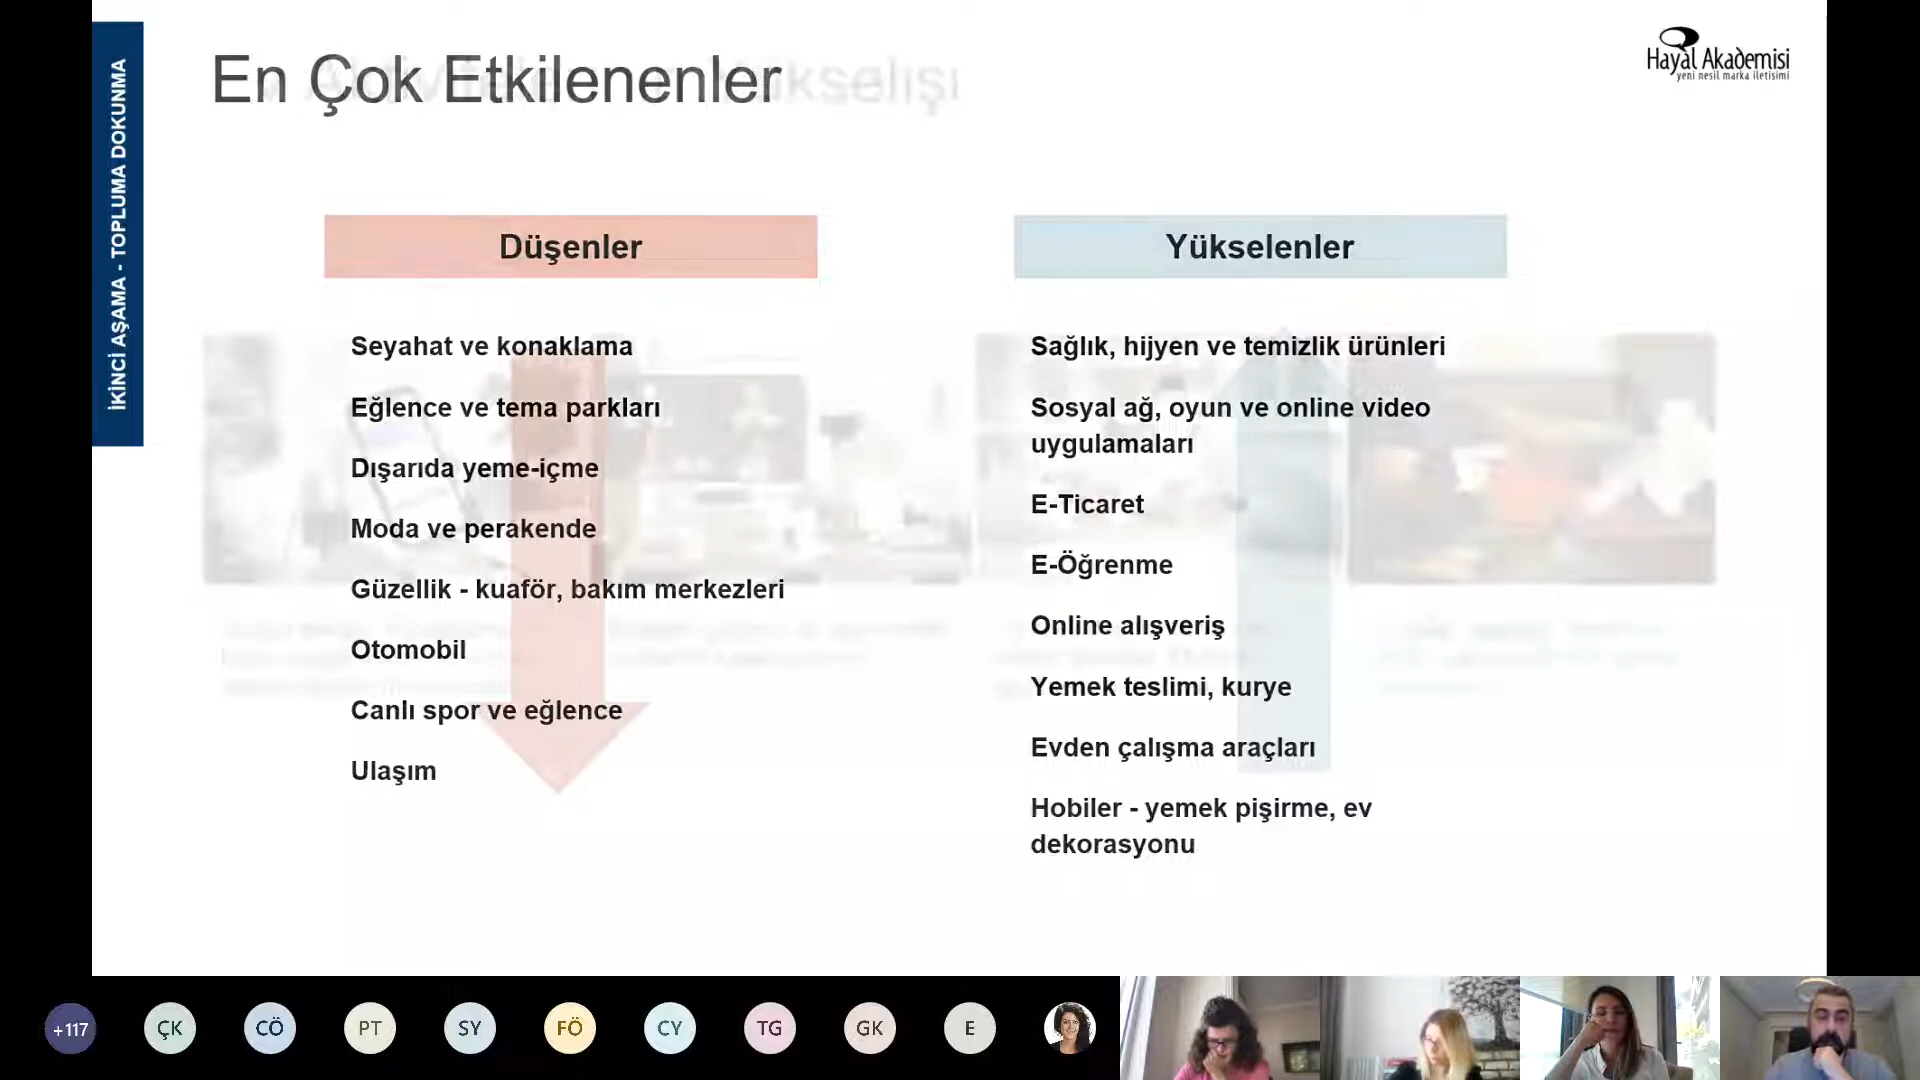 İKİNCİ AŞAMA - TOPLUMA DOKUNMA
En Çok Etkilenenler
Hayal Akademisi
yeni nesil marka iletisimi
Düşenler
Seyahat ve konaklama
Eğlence ve tema parkları
Dışarıda yeme-içme
Moda ve perakende
Güzellik - kuaför, bakım merkezleri
Otomobil
Canlı spor ve eğlence
Ulaşım
Yükselenler
Sağlık, hijyen ve temizlik ürünleri
Sosyal ağ, oyun ve online video
uygulamaları
E-Ticaret
E-Öğrenme
Online alışveriş
Yemek teslimi, kurye
Evden çalışma araçları
Hobiler - yemek pişirme, ev
dekorasyonu
+117
ÇK
CÖ
PT
SY
FÖ
CY
TG
GK
E